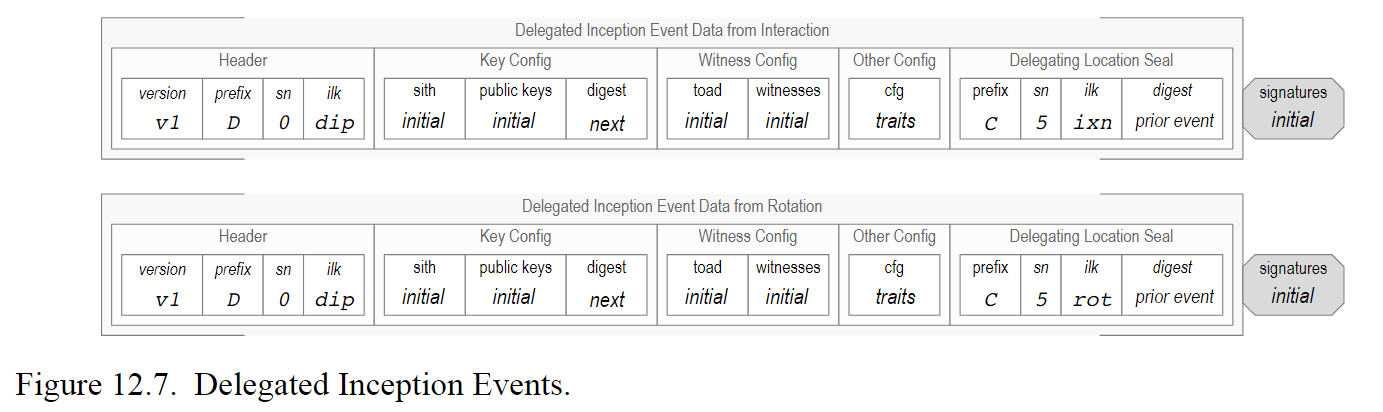 Delegated Inception Event Data from Interaction
Header Key Config Witness Config Other Config Delegating Location Seal
version prefix sn ilk sith public keys digest toad witnesses cfg prefix sn ilk digest signatures
v1 D 0 dip initial initial next initial initial traits C 5 ixn prior event initial
Delegated Inception Event Data from Rotation
Header Key Config Witness Config Other Config Delegating Location Seal
version prefix sn ilk sith public keys digest toad witnesses cfg prefix sn ilk digest signatures
v1 D 0 dip initial initial next initial initial traits C 5 rot prior event initial
Figure 12.7. Delegated Inception Events.